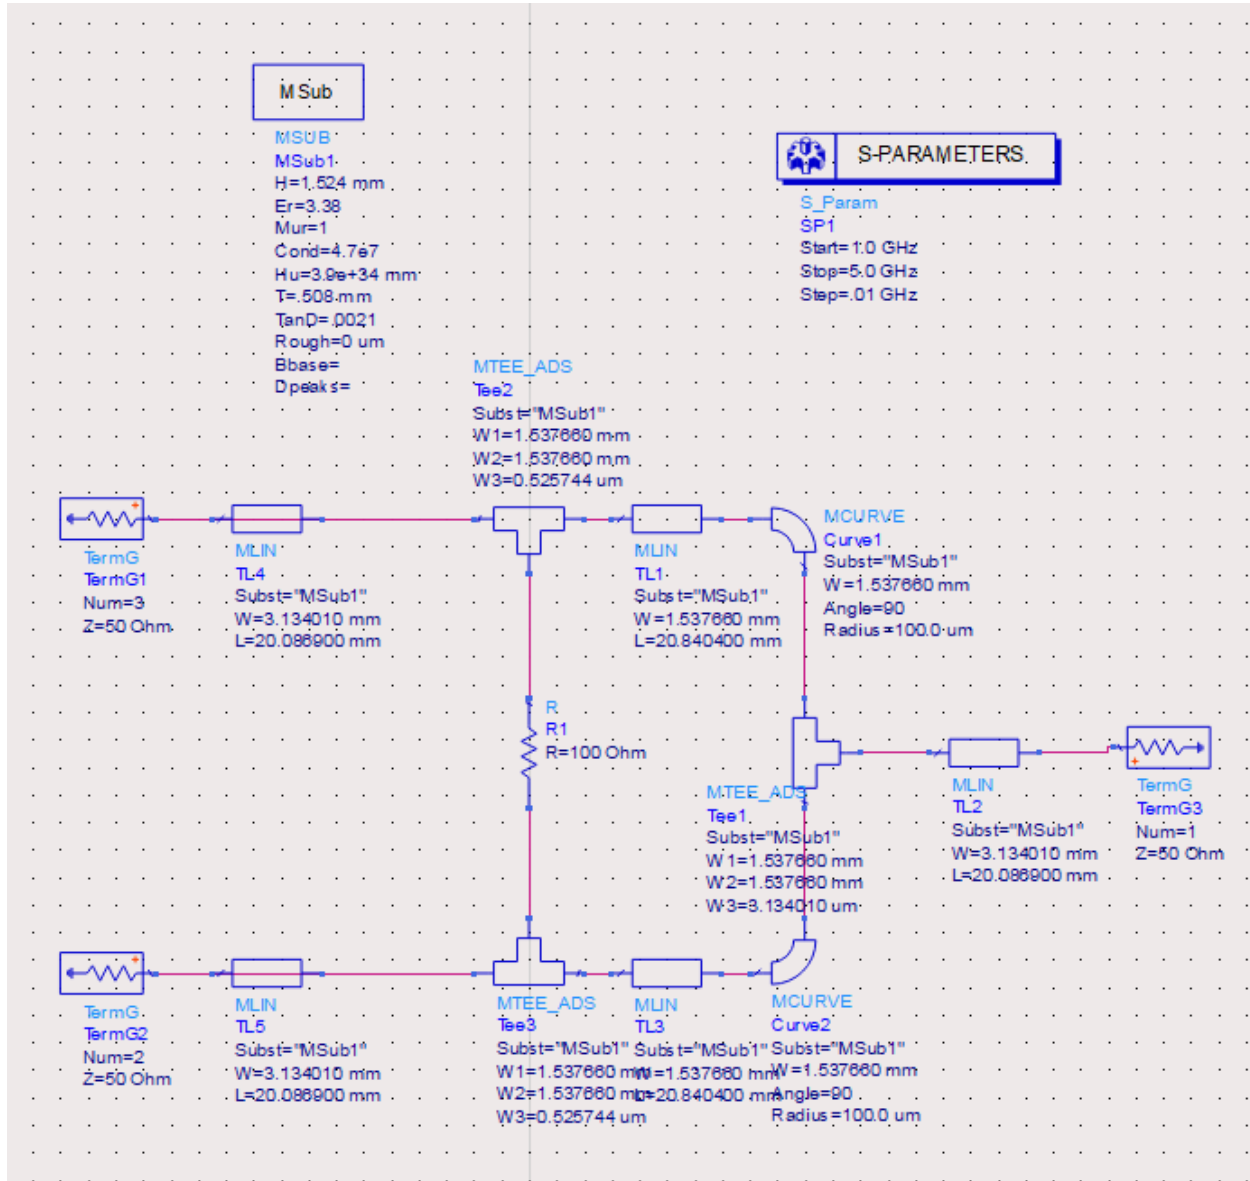 MSub
MSUB
MSub1
H=1.524 mm
Er=3.38
Mur=1
Cond=4.7e7
Hu=3.9e+34 mm
T=.508 mm
TanD=.0021
Rough=0 um
Bbase=
Dpeaks=
S-PARAMETERS
S_Param
SP1
Start=1.0 GHz
Stop=5.0 GHz
Step=.01 GHz
MTEE_ADS
Tee2
Subst="MSub1"
W1=1.537660 mm
W2=1.537660 mm
W3=0.525744 um
TermG
TermG1
Num=3
Z=50 Ohm
MLIN
TL4
Subst="MSub1"
W=3.134010 mm
L=20.086900 mm
MLIN
TL1
Subst="MSub1"
W=1.537660 mm
L=20.840400 mm
MCURVE
Curve1
Subst="MSub1"
W=1.537660 mm
Angle=90
Radius=100.0 um
R
R1
R=100 Ohm
MTEE_ADS
Tee1
Subst="MSub1"
W1=1.537660 mm
W2=1.537660 mm
W3=3.134010 um
MLIN
TL2
Subst="MSub1"
W=3.134010 mm
L=20.086900 mm
TermG
TermG3
Num=1
Z=50 Ohm
TermG
TermG2
Num=2
Z=50 Ohm
MLIN
TL5
Subst="MSub1"
W=3.134010 mm
L=20.086900 mm
MTEE_ADS
Tee3
Subst="MSub1"
W1=1.537660 mm
W2=1.537660 mm
W3=0.525744 um
MLIN
TL3
Subst="MSub1"
W=1.537660 mm
L=20.840400 mm
MCURVE
Curve2
Subst="MSub1"
W=1.537660 mm
Angle=90
Radius=100.0 um